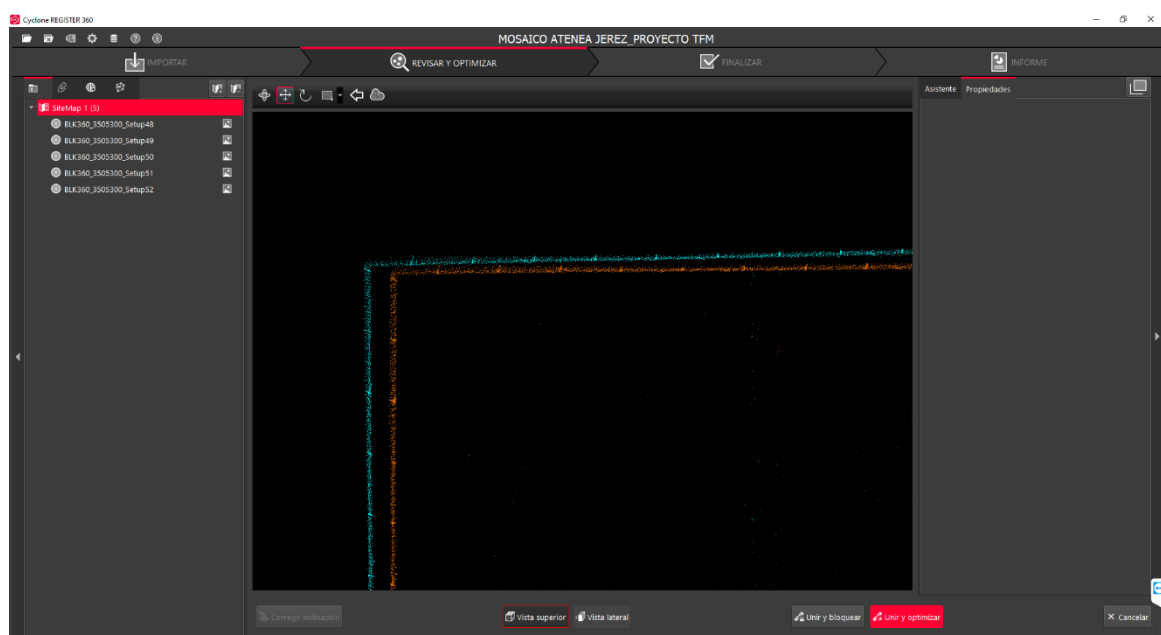 Cyclone REGISTER 360
MOSAICO ATENEA JEREZ_PROYECTO TFM
IMPORTAR
REVISAR Y OPTIMIZAR
FINALIZAR
INFORME
Asistente Propiedades
SiteMap 1 (5)
BLK360_3505300_Setup48
BLK360_3505300_Setup49
BLK360_3505300_Setup50
BLK360_3505300_Setup51
BLK360_3505300_Setup52
Corregir inclinación
Vista superior
Vista lateral
Unir y bloquear
Unir y optimizar
Cancelar